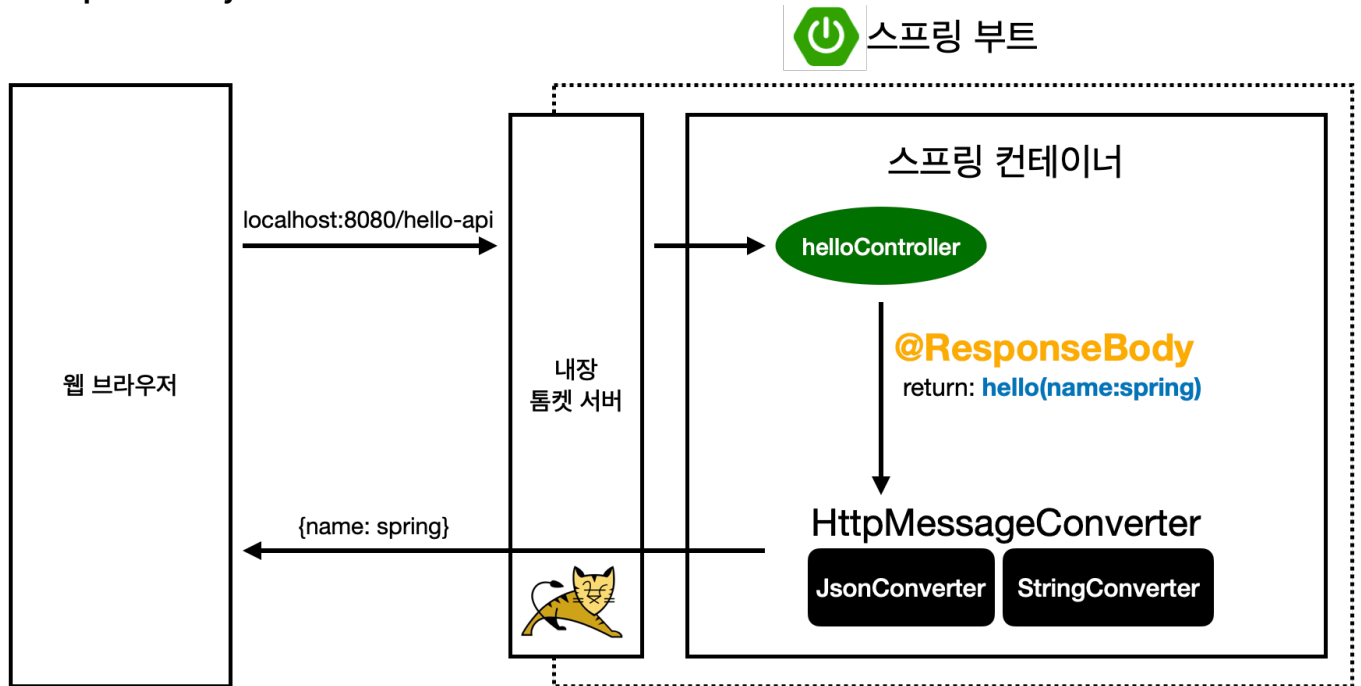 스프링 부트
스프링 컨테이너
localhost:8080/hello-api
helloController
@ResponseBody
return: hello(name:spring)
웹 브라우저
내장
톰켓 서버
{name: spring}
HttpMessageConverter
JsonConverter
StringConverter